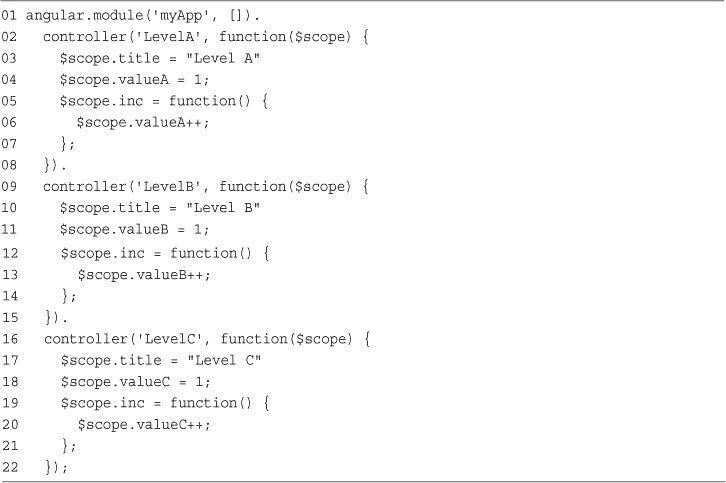 01 angular.module('myApp', []).
02   controller('LevelA', function($scope) {
03     $scope.title = "Level A"
04     $scope.valueA = 1;
05     $scope.inc = function() {
06       $scope.valueA++;
07     };
08   }).
09   controller('LevelB', function($scope) {
10     $scope.title = "Level B"
11     $scope.valueB = 1;
12     $scope.inc = function() {
13       $scope.valueB++;
14     };
15   }).
16   controller('LevelC', function($scope) {
17     $scope.title = "Level C"
18     $scope.valueC = 1;
19     $scope.inc = function() {
20       $scope.valueC++;
21     };
22   });